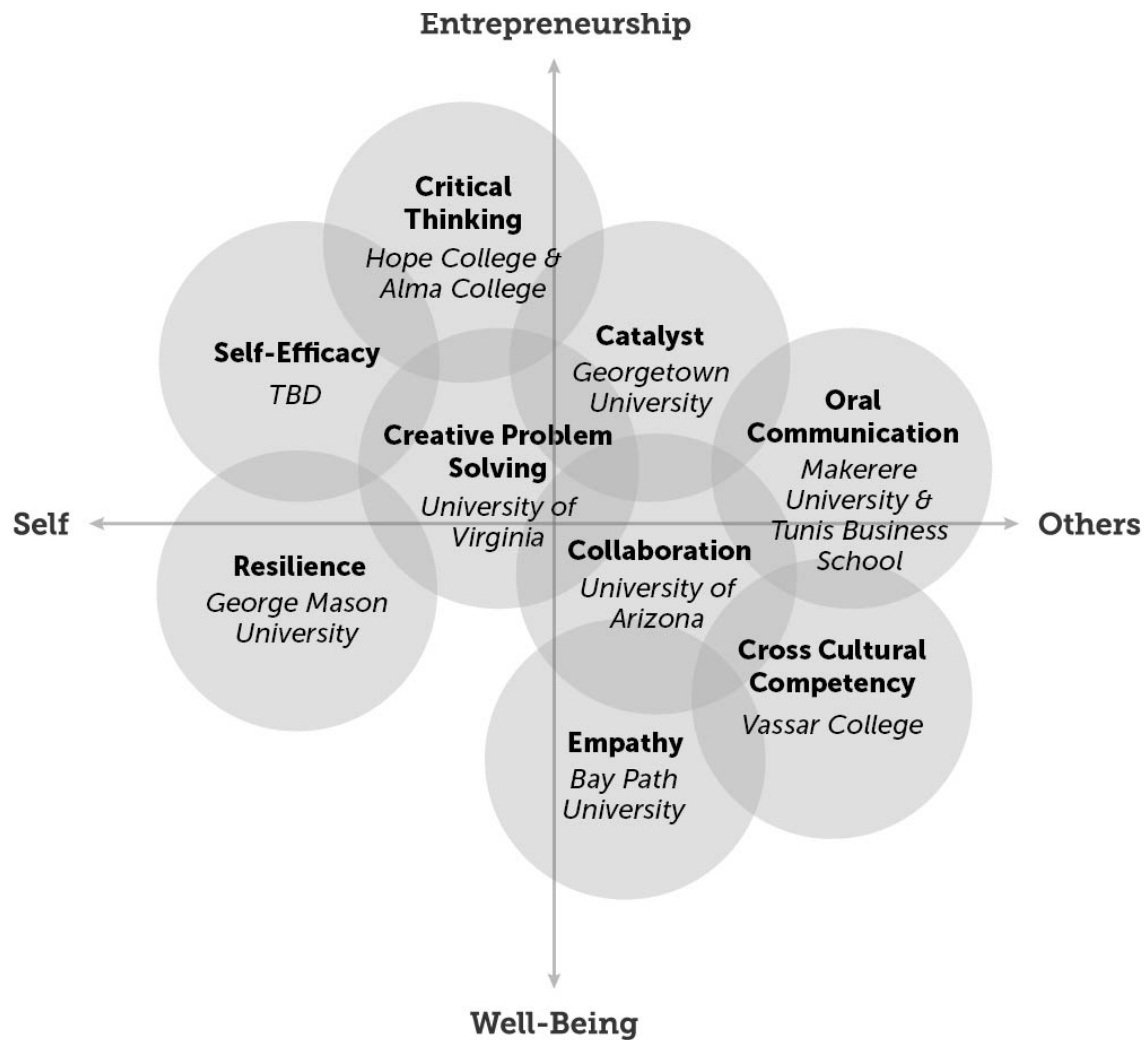 Entrepreneurship
Critical
Thinking
Hope College &
Alma College
Self-Efficacy
TBD
Catalyst
Georgetown
University
Oral
Communication
Makerere
University &
Tunis Business
School
Creative Problem
Solving
University of
Virginia
Self
Others
Resilience
George Mason
University
Collaboration
University of
Arizona
Cross Cultural
Competency
Vassar College
Empathy
Bay Path
University
Well-Being